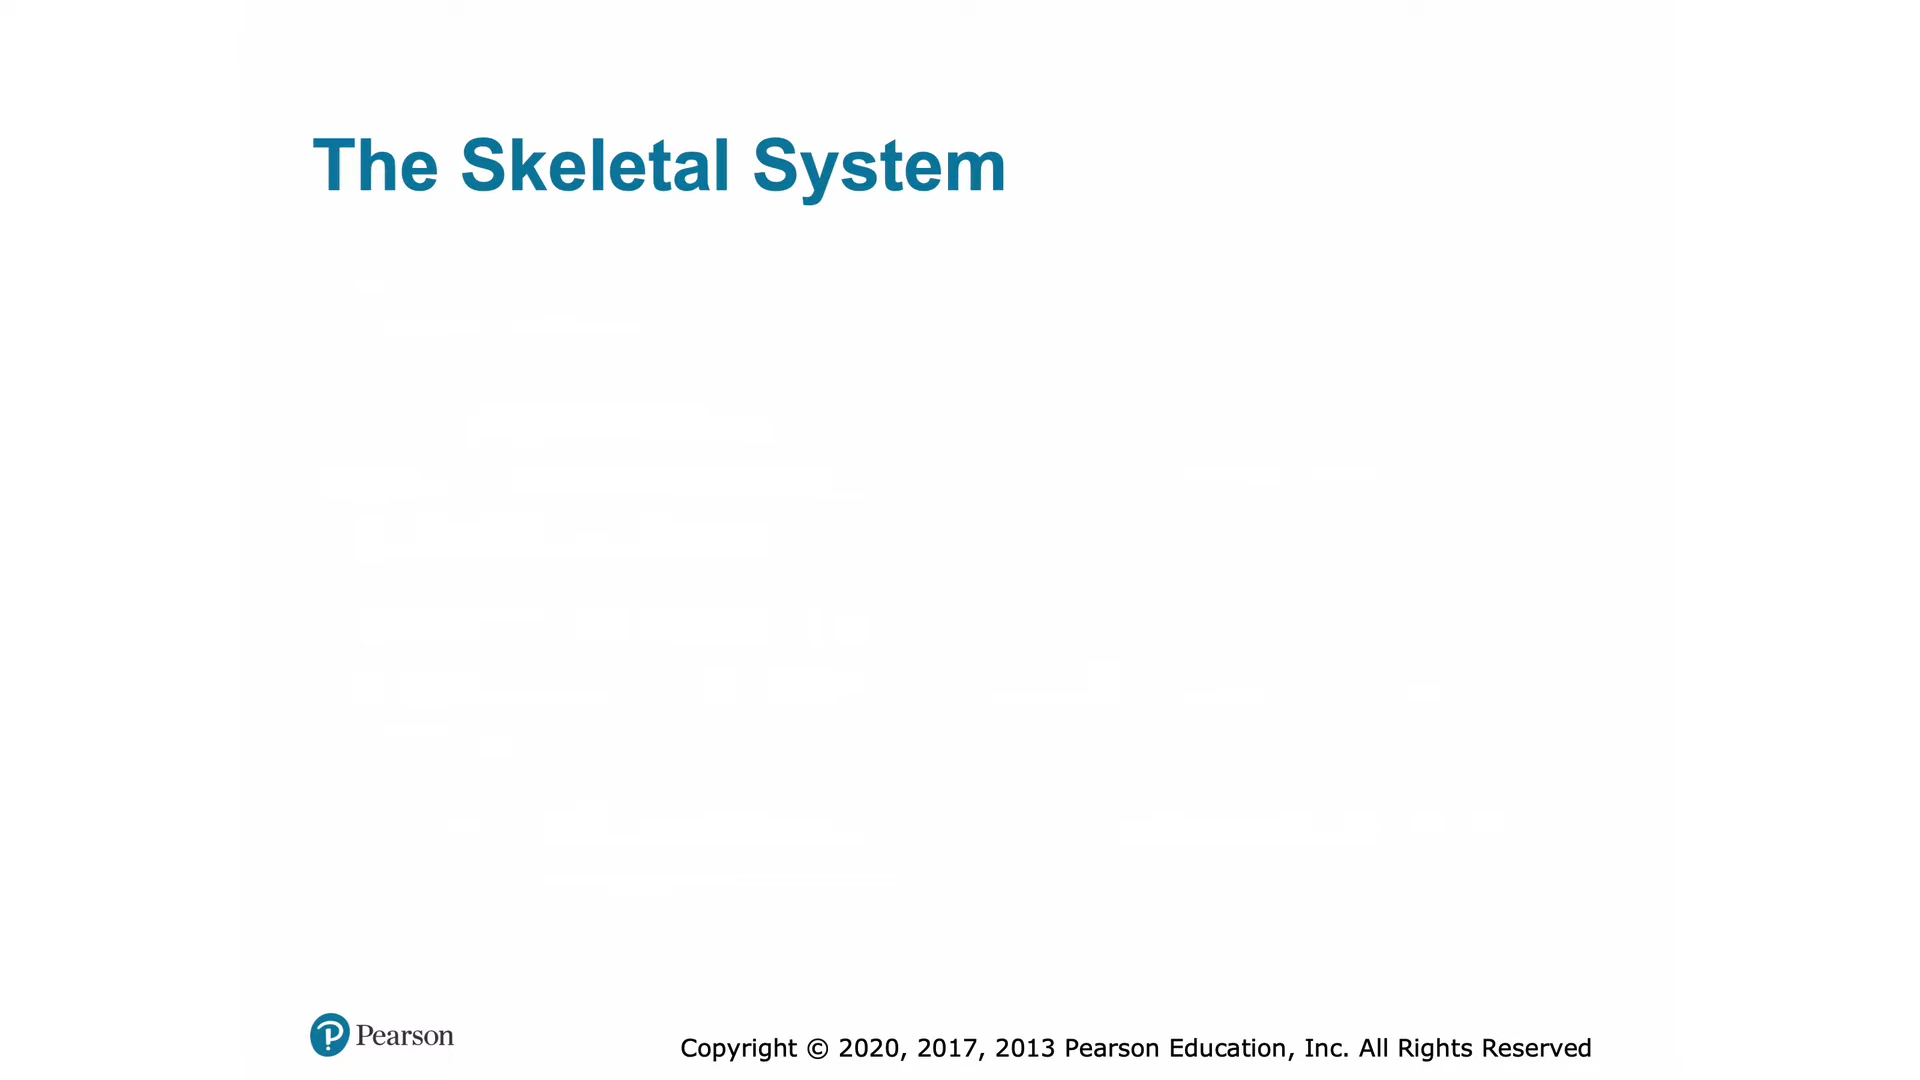 The Skeletal System
Pearson
Copyright © 2020, 2017, 2013 Pearson Education, Inc. All Rights Reserved